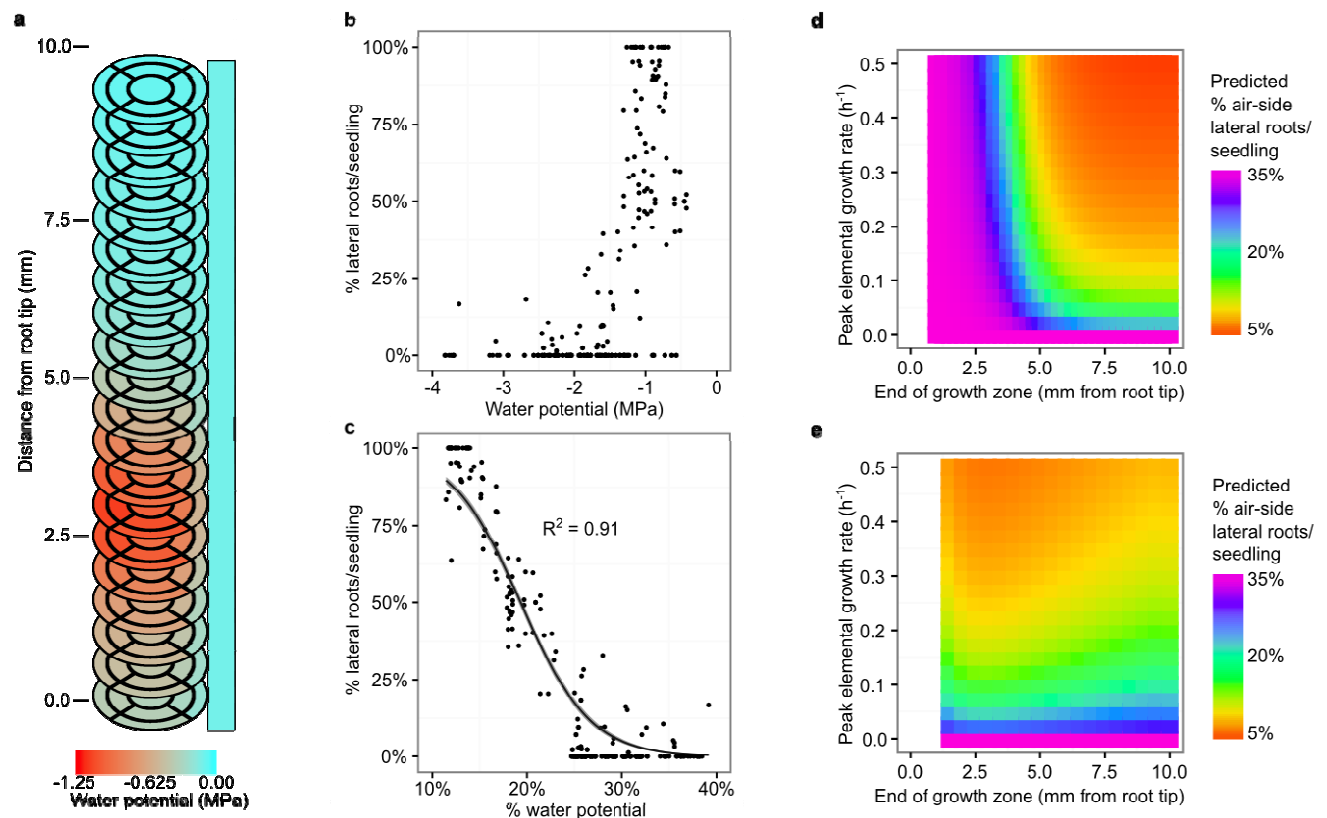 a
10.0
7.5
5.0
2.5
0.0
Distance from root tip (mm)
-1.25 -0.625 0.00
Water potential (MPa)
b
100%
75%
50%
25%
0%
% lateral roots/seedling
-4 -3 -2 -1 0
Water potential (MPa)
c
100%
75%
50%
25%
0%
% lateral roots/seedling
R² = 0.91
10% 20% 30% 40%
% water potential
d
0.5
0.4
0.3
0.2
0.1
0.0
Peak elemental growth rate (h⁻¹)
0.0 2.5 5.0 7.5 10.0
End of growth zone (mm from root tip)
Predicted
% air-side
lateral roots/
seedling
35%
20%
5%
e
0.5
0.4
0.3
0.2
0.1
0.0
Peak elemental growth rate (h⁻¹)
0.0 2.5 5.0 7.5 10.0
End of growth zone (mm from root tip)
Predicted
% air-side
lateral roots/
seedling
35%
20%
5%